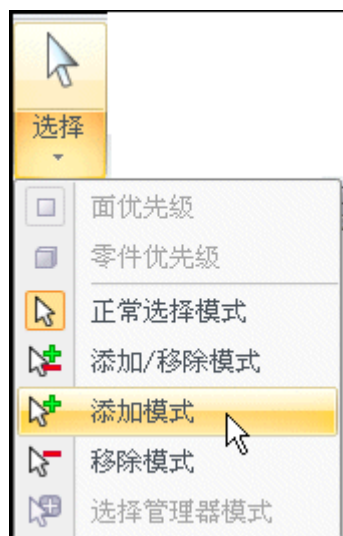 选择
面优先级
零件优先级
正常选择模式
添加/移除模式
添加模式
移除模式
选择管理器模式